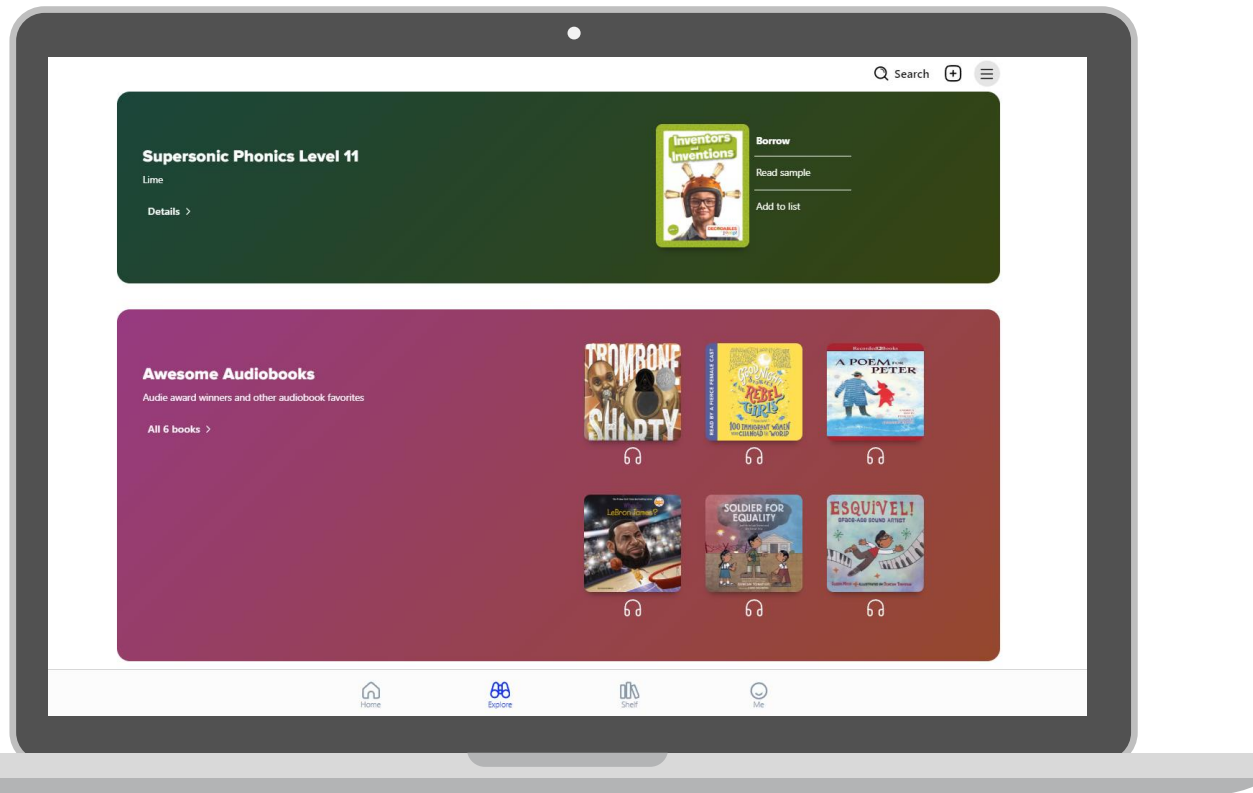 Search
Supersonic Phonics Level 11
Lime
Details
Inventors
and
Inventions
Borrow
Read sample
Add to list
Awesome Audiobooks
Audie award winners and other audiobook favorites
All 6 books
TROMBONE
SHORTY
READ BY A FIERCE FEMALE CAST
GOOD NIGHT
REBEL
GIRLS
100 IMMIGRANT WOMEN
WHO CHANGED THE WORLD
Recorded Books
A POEM FOR
PETER
LeBron James?
SOLDIER FOR
EQUALITY
ESQUIVEL!
SPACE-AGE SOUND ARTIST
Home
Explore
Shelf
Me